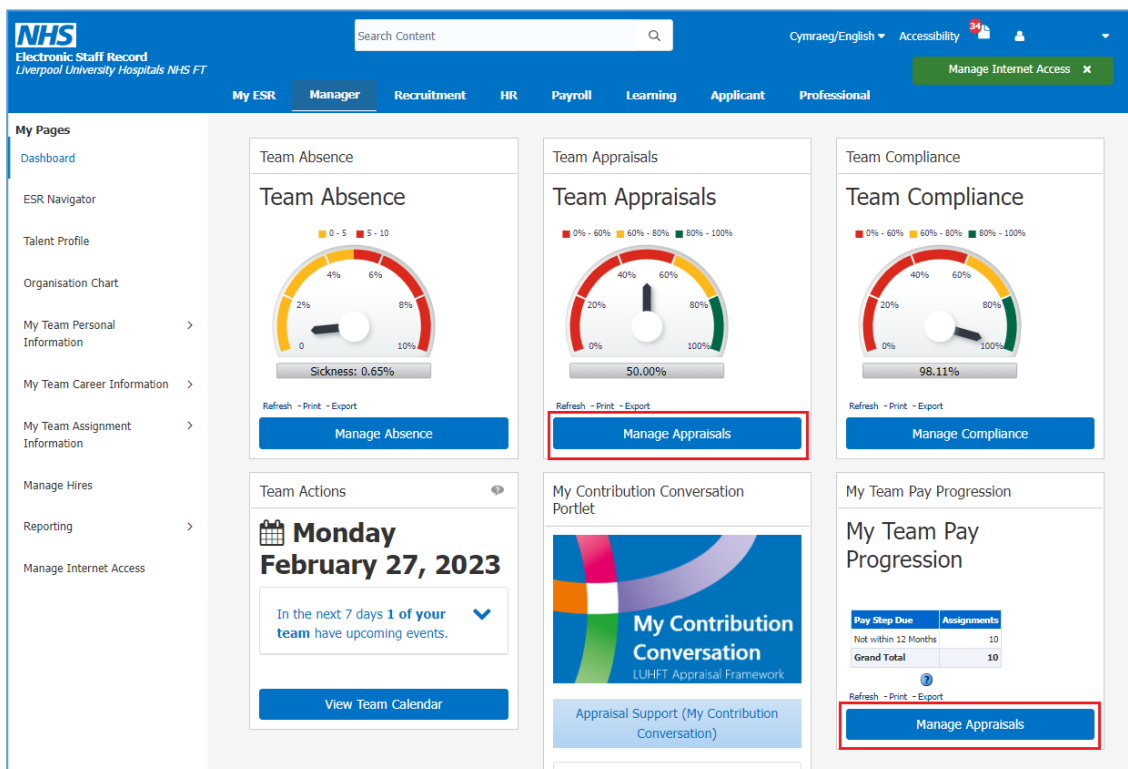 NHS
Electronic Staff Record
Liverpool University Hospitals NHS FT
Search Content
Cymraeg/English
Accessibility
34
Manage Internet Access ×
My ESR Manager Recruitment HR Payroll Learning Applicant Professional
My Pages
Dashboard
ESR Navigator
Talent Profile
Organisation Chart
My Team Personal
Information
My Team Career Information
My Team Assignment
Information
Manage Hires
Reporting
Manage Internet Access
Team Absence
Team Absence
0 - 5 5 - 10
0
2%
4%
6%
8%
10%
Sickness: 0.65%
Refresh - Print - Export
Manage Absence
Team Appraisals
Team Appraisals
0% - 60% 60% - 80% 80% - 100%
0%
20%
40%
60%
80%
100%
50.00%
Refresh - Print - Export
Manage Appraisals
Team Compliance
Team Compliance
0% - 60% 60% - 80% 80% - 100%
0%
20%
40%
60%
80%
100%
98.11%
Refresh - Print - Export
Manage Compliance
Team Actions
Monday
February 27, 2023
In the next 7 days 1 of your
team have upcoming events.
View Team Calendar
My Contribution Conversation
Portlet
My Contribution
Conversation
LUHFT Appraisal Framework
Appraisal Support (My Contribution
Conversation)
My Team Pay Progression
My Team Pay
Progression
Pay Step Due Assignments
Not within 12 Months 10
Grand Total 10
?
Refresh - Print - Export
Manage Appraisals